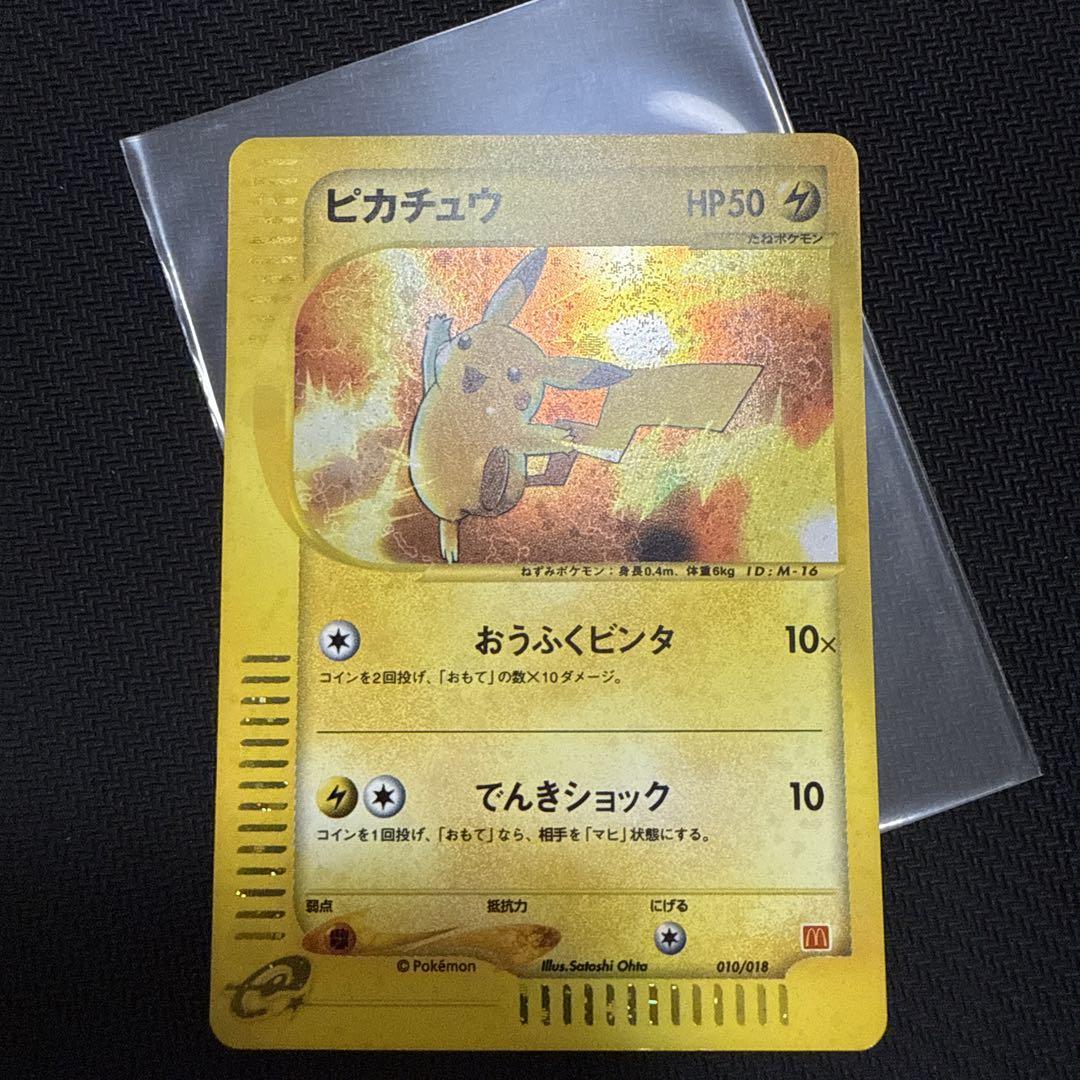 ピカチュウ HP50
たねポケモン
ねずみポケモン：身長0.4m、体重6kg ID：M-16
おうふくビンタ 10×
コインを2回投げ、「おもて」の数×10ダメージ。
でんきショック 10
コインを1回投げ、「おもて」なら、相手を「マヒ」状態にする。
弱点 抵抗力 にげる
©Pokémon Illus.Satoshi Ohta 010/018
e